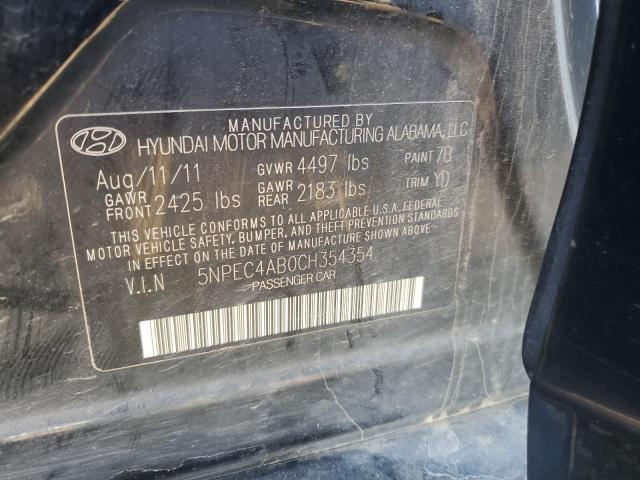 MANUFACTURED BY
HYUNDAI MOTOR MANUFACTURING ALABAMA, LLC
Aug/11/11 GVWR 4497 lbs PAINT 7B
GAWR FRONT 2425 lbs GAWR REAR 2183 lbs TRIM YD
THIS VEHICLE CONFORMS TO ALL APPLICABLE U.S.A. FEDERAL
MOTOR VEHICLE SAFETY, BUMPER, AND THEFT PREVENTION STANDARDS
IN EFFECT ON THE DATE OF MANUFACTURE SHOWN ABOVE.
V.I.N 5NPEC4AB0CH354354
PASSENGER CAR